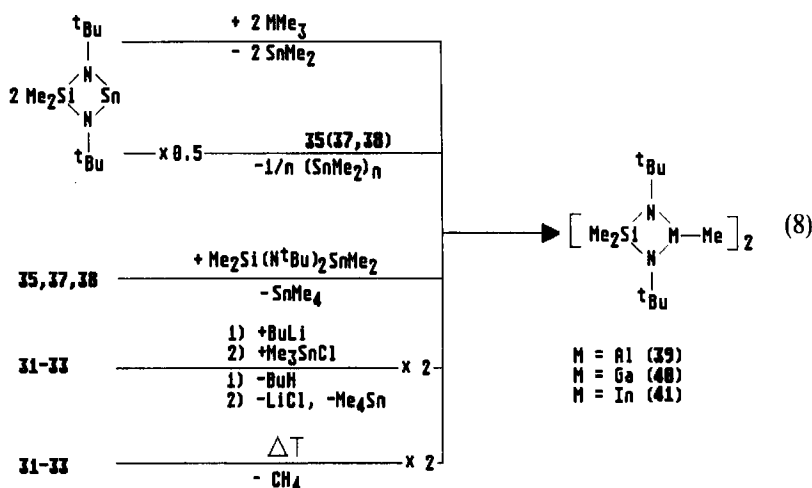 tBu
+ 2 MMe3
- 2 SnMe2
N
2 Me2Si Sn
N
tBu
x 0.5
35(37,38)
-1/n (SnMe2)n
35,37,38
+ Me2Si(NtBu)2SnMe2
-SnMe4
31-33
1) +BuLi
2) +Me3SnCl
x 2
1) -BuH
2) -LiCl, -Me4Sn
31-33
ΔT
x 2
- CH4
tBu
N
[ Me2Si M—Me ]2 (8)
N
tBu
M = Al (39)
M = Ga (40)
M = In (41)